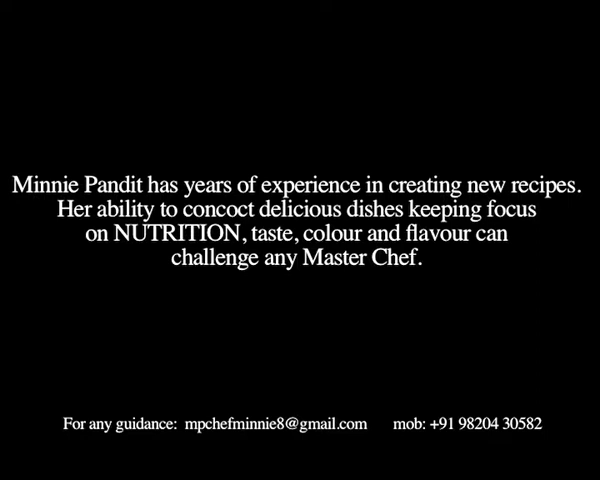 Minnie Pandit has years of experience in creating new recipes.
Her ability to concoct delicious dishes keeping focus
on NUTRITION, taste, colour and flavour can
challenge any Master Chef.
For any guidance: mpchefminnie8@gmail.com mob: +91 98204 30582